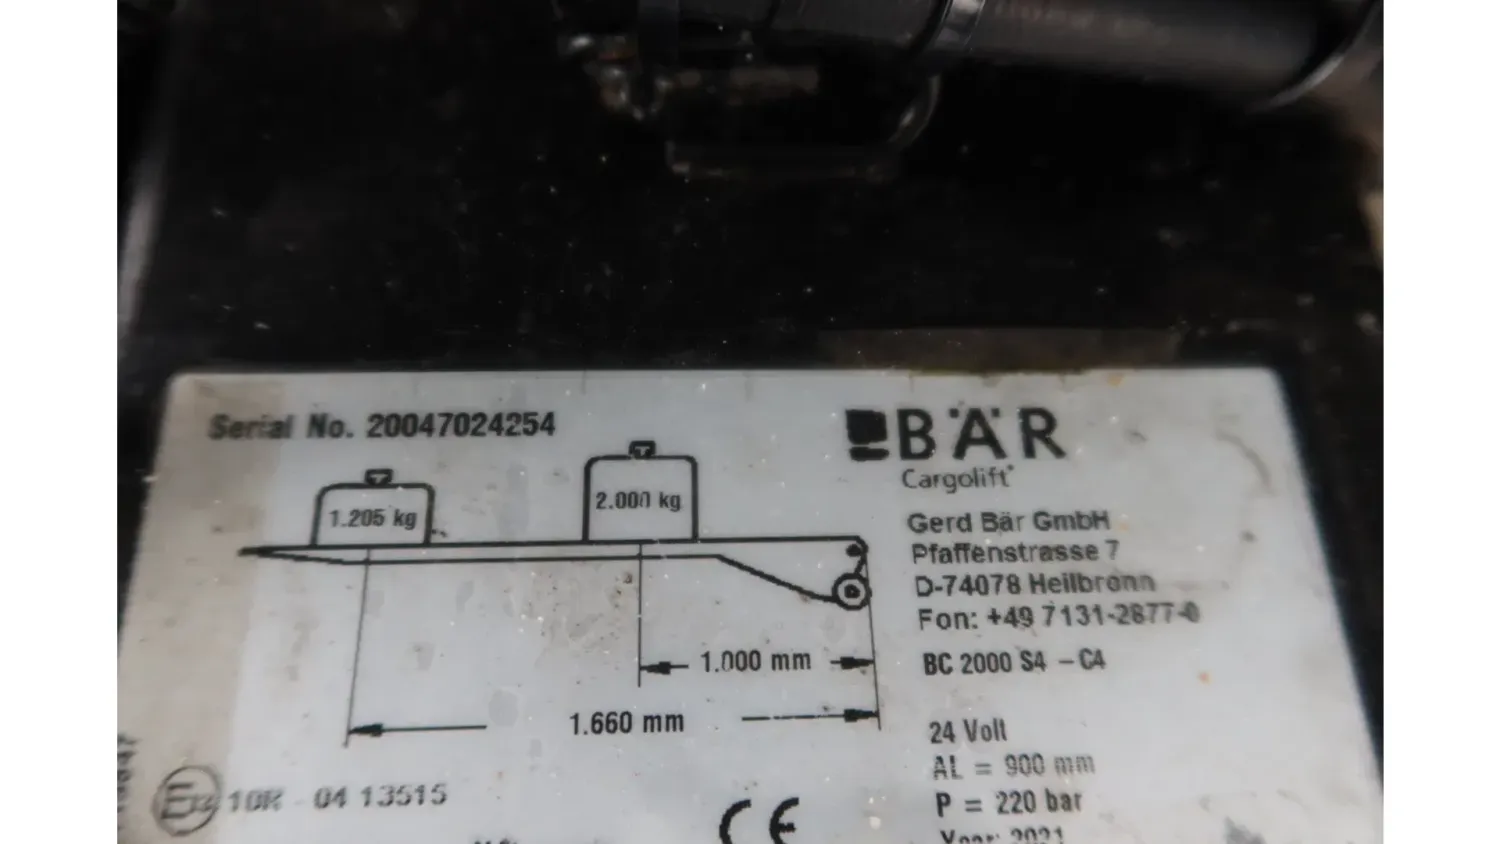 Serial No. 20047024254
BÄR
Cargolift
1.205 kg
2.000 kg
Gerd Bär GmbH
Pfaffenstrasse 7
D-74078 Heilbronn
Fon: +49 7131-2877-0
1.000 mm
BC 2000 S4 - C4
1.660 mm
24 Volt
AL = 900 mm
P = 220 bar
Year: 2021
10R - 04 13515
CE